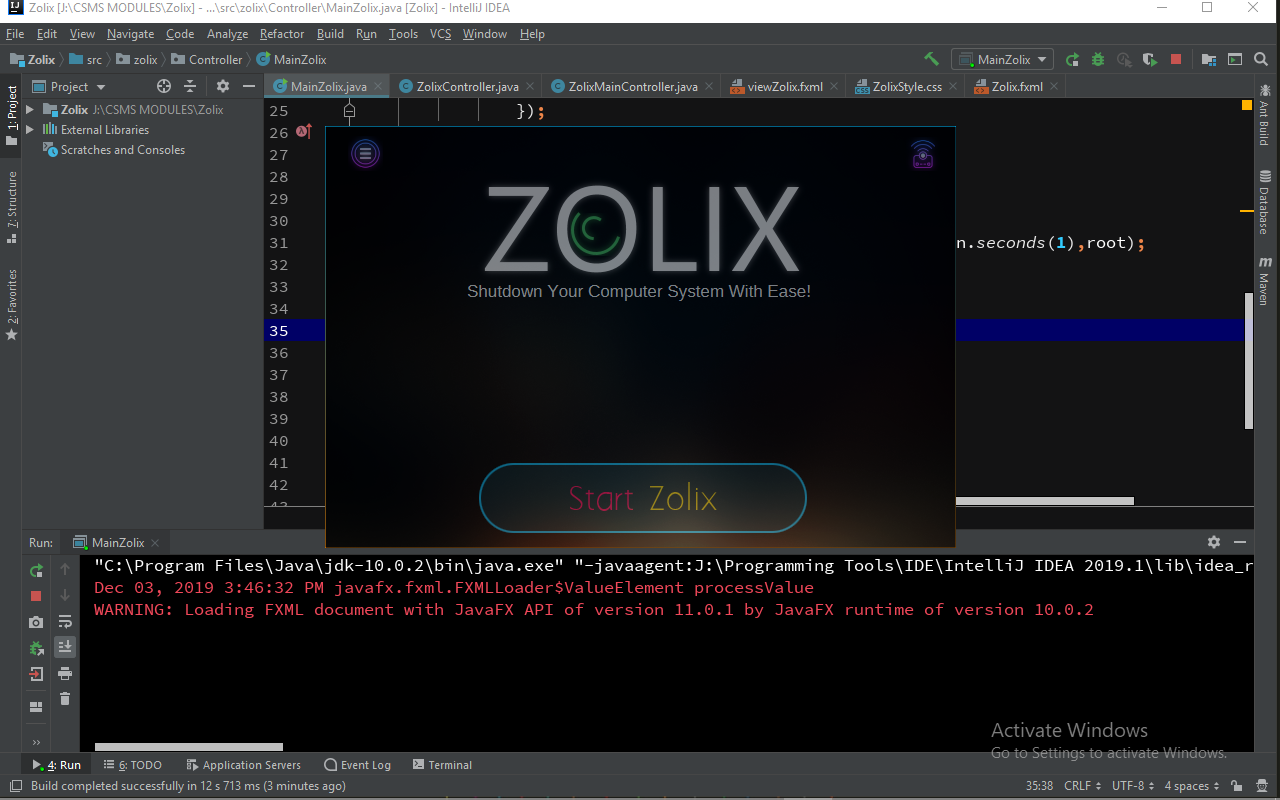 Zolix [J:\CSMS MODULES\Zolix] - ...\src\zolix\Controller\MainZolix.java [Zolix] - IntelliJ IDEA
File Edit View Navigate Code Analyze Refactor Build Run Tools VCS Window Help
Zolix src zolix Controller MainZolix MainZolix
Project MainZolix.java ZolixController.java ZolixMainController.java viewZolix.fxml ZolixStyle.css Zolix.fxml
1: Project
7: Structure
2: Favorites
Zolix J:\CSMS MODULES\Zolix
External Libraries
Scratches and Consoles
25 });
26
27
28
29
30
31 n.seconds(1),root);
32
33
34
35
36
37
38
39
40
41
42
ZOLIX
Shutdown Your Computer System With Ease!
Start Zolix
Ant Build
Database
m Maven
Run: MainZolix
"C:\Program Files\Java\jdk-10.0.2\bin\java.exe" "-javaagent:J:\Programming Tools\IDE\IntelliJ IDEA 2019.1\lib\idea_r
Dec 03, 2019 3:46:32 PM javafx.fxml.FXMLLoader$ValueElement processValue
WARNING: Loading FXML document with JavaFX API of version 11.0.1 by JavaFX runtime of version 10.0.2
Activate Windows
Go to Settings to activate Windows.
4: Run 6: TODO Application Servers Event Log Terminal
Build completed successfully in 12 s 713 ms (3 minutes ago) 35:38 CRLF UTF-8 4 spaces